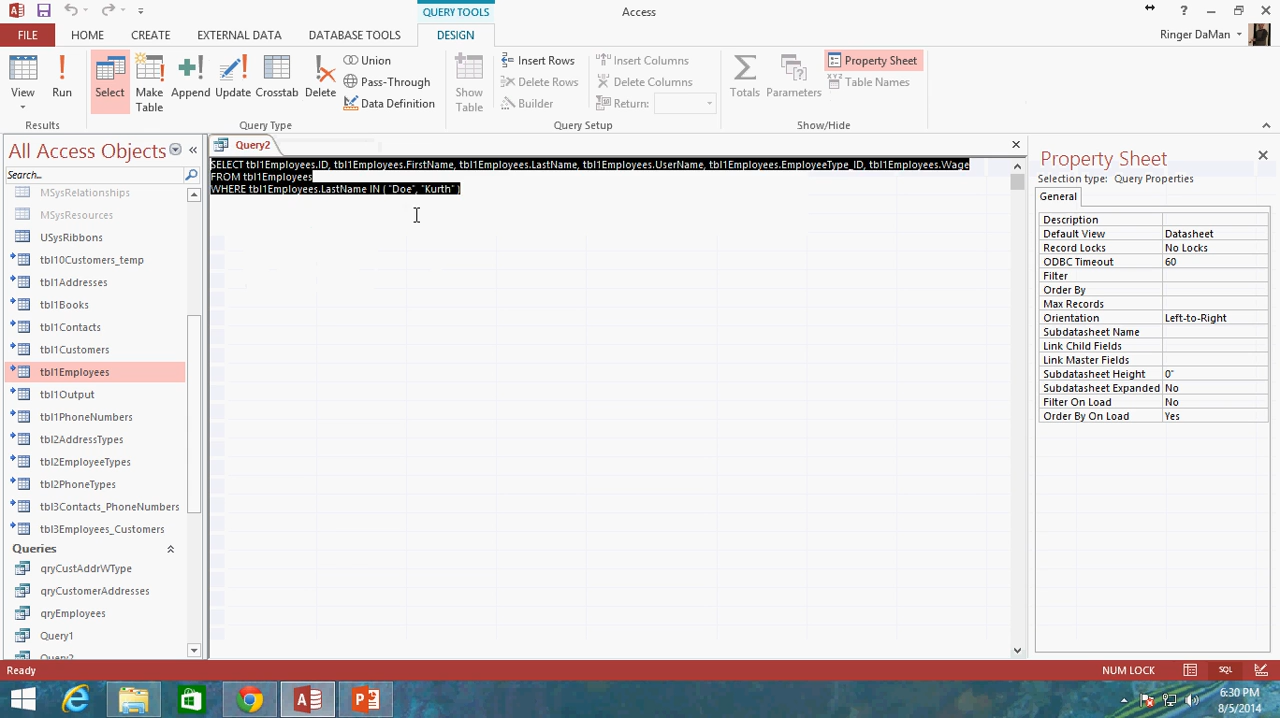 QUERY TOOLS
Access
?
FILE
HOME
CREATE
EXTERNAL DATA
DATABASE TOOLS
DESIGN
Ringer DaMan
View
Run
Select
Make Table
Append
Update
Crosstab
Delete
Union
Pass-Through
Data Definition
Show Table
Insert Rows
Delete Rows
Builder
Insert Columns
Delete Columns
Return:
Totals
Parameters
Property Sheet
Table Names
Results
Query Type
Query Setup
Show/Hide
All Access Objects
Search...
MSysRelationships
MSysResources
USysRibbons
tbl10Customers_temp
tbl1Addresses
tbl1Books
tbl1Contacts
tbl1Customers
tbl1Employees
tbl1Output
tbl1PhoneNumbers
tbl2AddressTypes
tbl2EmployeeTypes
tbl2PhoneTypes
tbl3Contacts_PhoneNumbers
tbl3Employees_Customers
Queries
qryCustAddrWType
qryCustomerAddresses
qryEmployees
Query1
Query2
Query2
SELECT tbl1Employees.ID, tbl1Employees.FirstName, tbl1Employees.LastName, tbl1Employees.UserName, tbl1Employees.EmployeeType_ID, tbl1Employees.Wage
FROM tbl1Employees
WHERE tbl1Employees.LastName IN ( "Doe", "Kurth" )
Property Sheet
Selection type: Query Properties
General
Description
Default View Datasheet
Record Locks No Locks
ODBC Timeout 60
Filter
Order By
Max Records
Orientation Left-to-Right
Subdatasheet Name
Link Child Fields
Link Master Fields
Subdatasheet Height 0"
Subdatasheet Expanded No
Filter On Load No
Order By On Load Yes
Ready
NUM LOCK
SQL
6:30 PM
8/5/2014